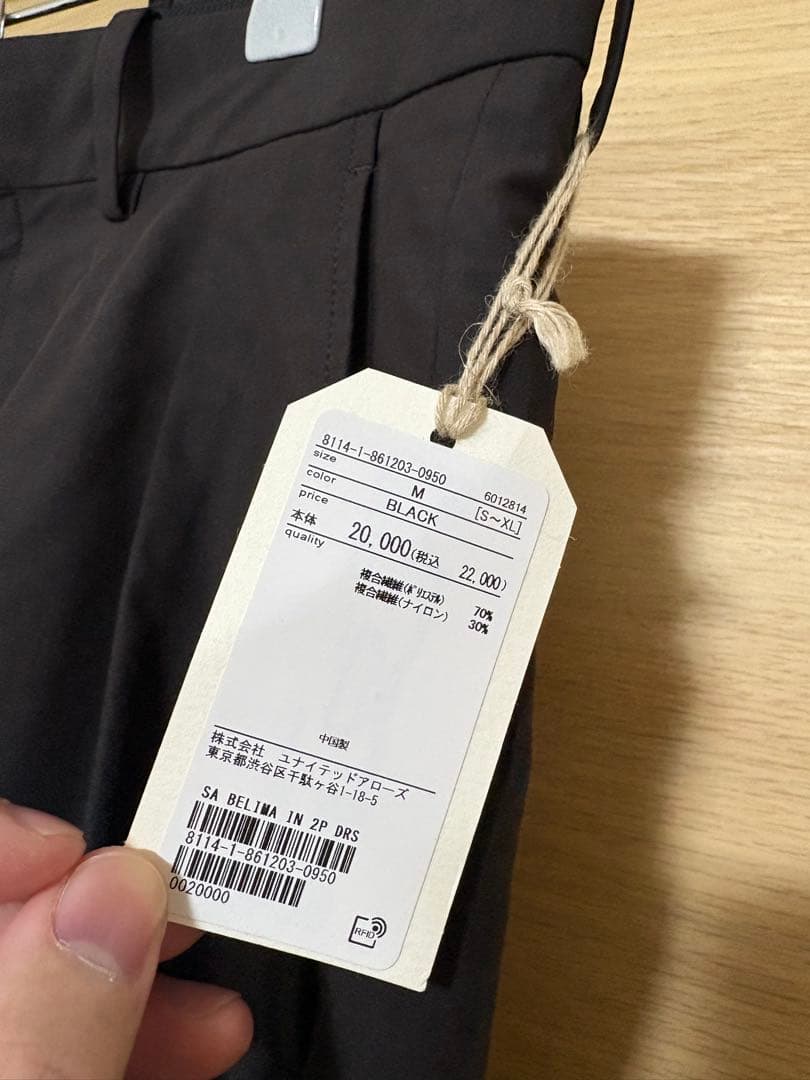 8114-1-861203-0950
size M 6012814
color BLACK [S~XL]
price
本体 20,000(税込 22,000)
quality
複合繊維(ポリエステル) 70%
複合繊維(ナイロン) 30%
中国製
株式会社 ユナイテッドアローズ
東京都渋谷区千駄ヶ谷1-18-5
SA BELIMA IN 2P DRS
8114-1-861203-0950
0020000
RFID